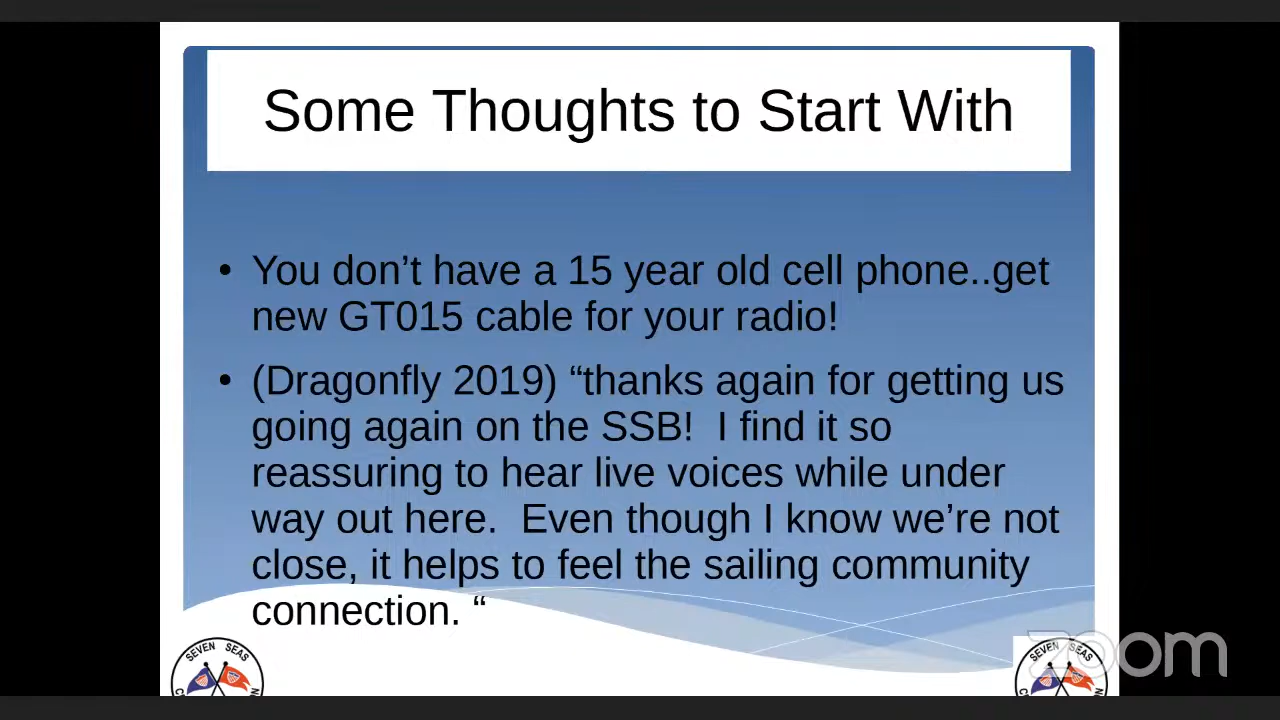 Some Thoughts to Start With
• You don’t have a 15 year old cell phone..get
new GT015 cable for your radio!
• (Dragonfly 2019) “thanks again for getting us
going again on the SSB!  I find it so
reassuring to hear live voices while under
way out here.  Even though I know we’re not
close, it helps to feel the sailing community
connection. “
SEVEN SEAS
SEVEN SEAS
zoom